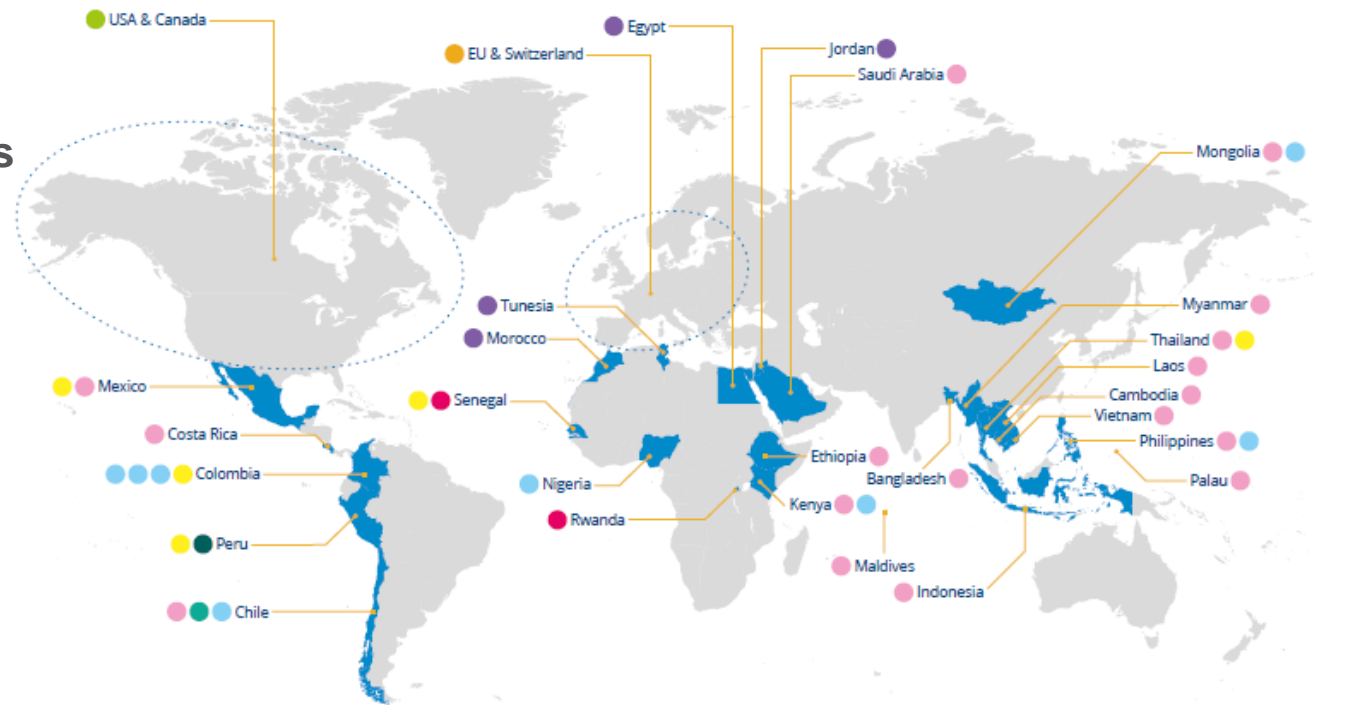 USA & Canada
Egypt
EU & Switzerland
Jordan
Saudi Arabia
s
Mongolia
Tunesia
Myanmar
Morocco
Thailand
Laos
Mexico
Senegal
Cambodia
Vietnam
Costa Rica
Philippines
Ethiopia
Colombia
Bangladesh
Nigeria
Palau
Kenya
Rwanda
Peru
Maldives
Indonesia
Chile